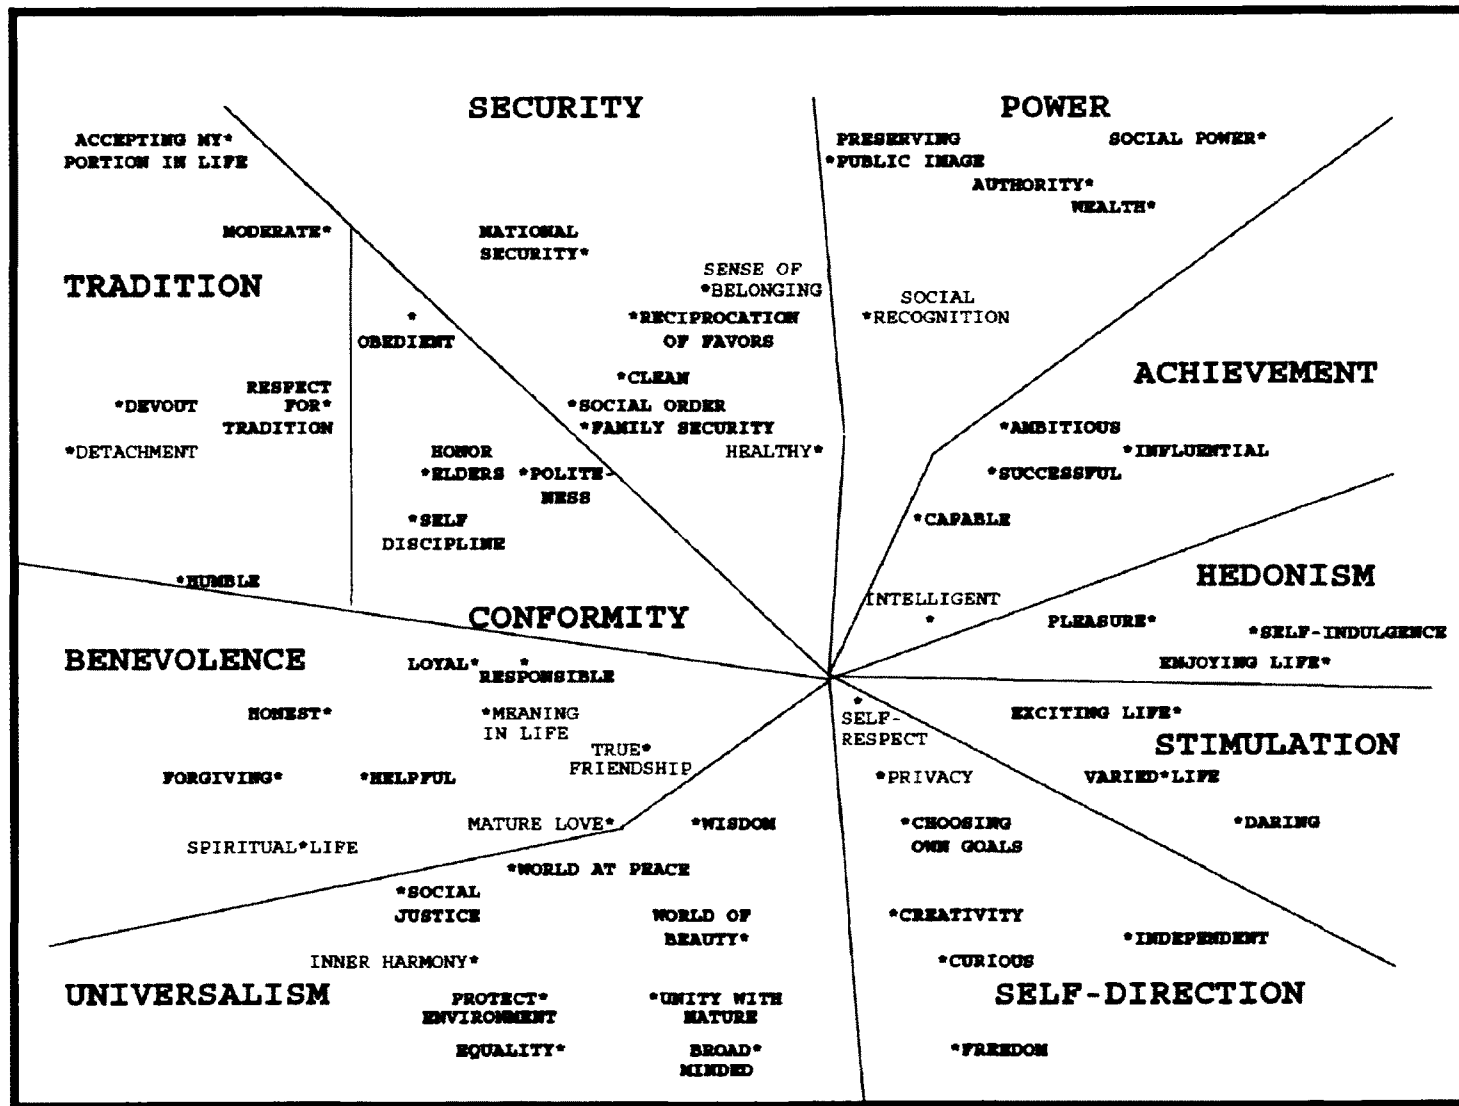 SECURITY
POWER
ACCEPTING MY*
PORTION IN LIFE
PRESERVING
*PUBLIC IMAGE
SOCIAL POWER*
AUTHORITY*
WEALTH*
MODERATE*
NATIONAL
SECURITY*
TRADITION
SENSE OF
*BELONGING
SOCIAL
*RECOGNITION
*
OBEDIENT
*RECIPROCATION
OF FAVORS
ACHIEVEMENT
*CLEAN
RESPECT
FOR*
TRADITION
*DEVOUT
*SOCIAL ORDER
*FAMILY SECURITY
*AMBITIOUS
*DETACHMENT
HONOR
*ELDERS
*POLITE-
NESS
HEALTHY*
*INFLUENTIAL
*SUCCESSFUL
*SELF
DISCIPLINE
*CAPABLE
*HUMBLE
HEDONISM
CONFORMITY
INTELLIGENT
*
PLEASURE*
*SELF-INDULGENCE
BENEVOLENCE
LOYAL*
*
RESPONSIBLE
ENJOYING LIFE*
HONEST*
*MEANING
IN LIFE
*
SELF-
RESPECT
EXCITING LIFE*
STIMULATION
TRUE*
FRIENDSHIP
FORGIVING*
*HELPFUL
*PRIVACY
VARIED*LIFE
MATURE LOVE*
*WISDOM
*CHOOSING
OWN GOALS
*DARING
SPIRITUAL*LIFE
*WORLD AT PEACE
*SOCIAL
JUSTICE
WORLD OF
BEAUTY*
*CREATIVITY
*INDEPENDENT
INNER HARMONY*
*CURIOUS
UNIVERSALISM
PROTECT*
ENVIRONMENT
*UNITY WITH
NATURE
SELF-DIRECTION
EQUALITY*
BROAD*
MINDED
*FREEDOM